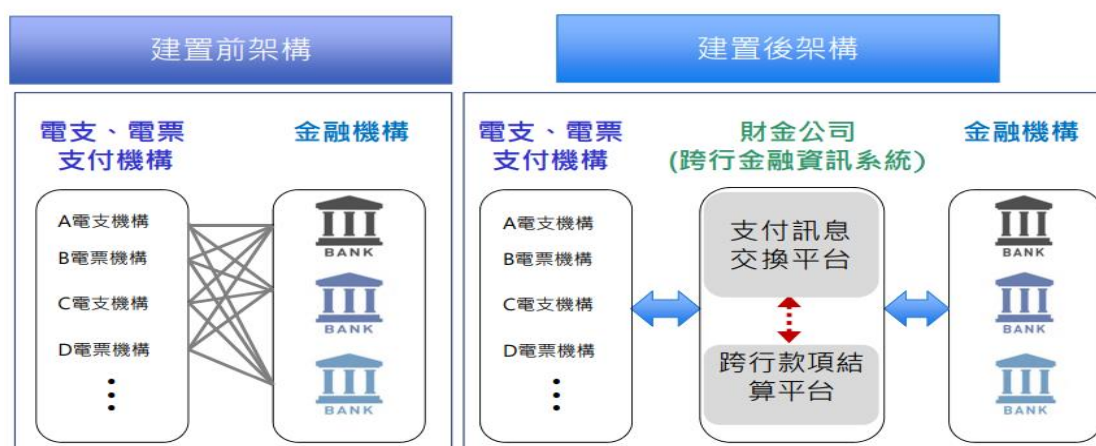 建置前架構
電支、電票
支付機構
金融機構
A電支機構
B電票機構
C電支機構
D電票機構
BANK
BANK
BANK
建置後架構
電支、電票
支付機構
財金公司
(跨行金融資訊系統)
金融機構
A電支機構
B電票機構
C電支機構
D電票機構
支付訊息
交換平台
跨行款項結
算平台
BANK
BANK
BANK